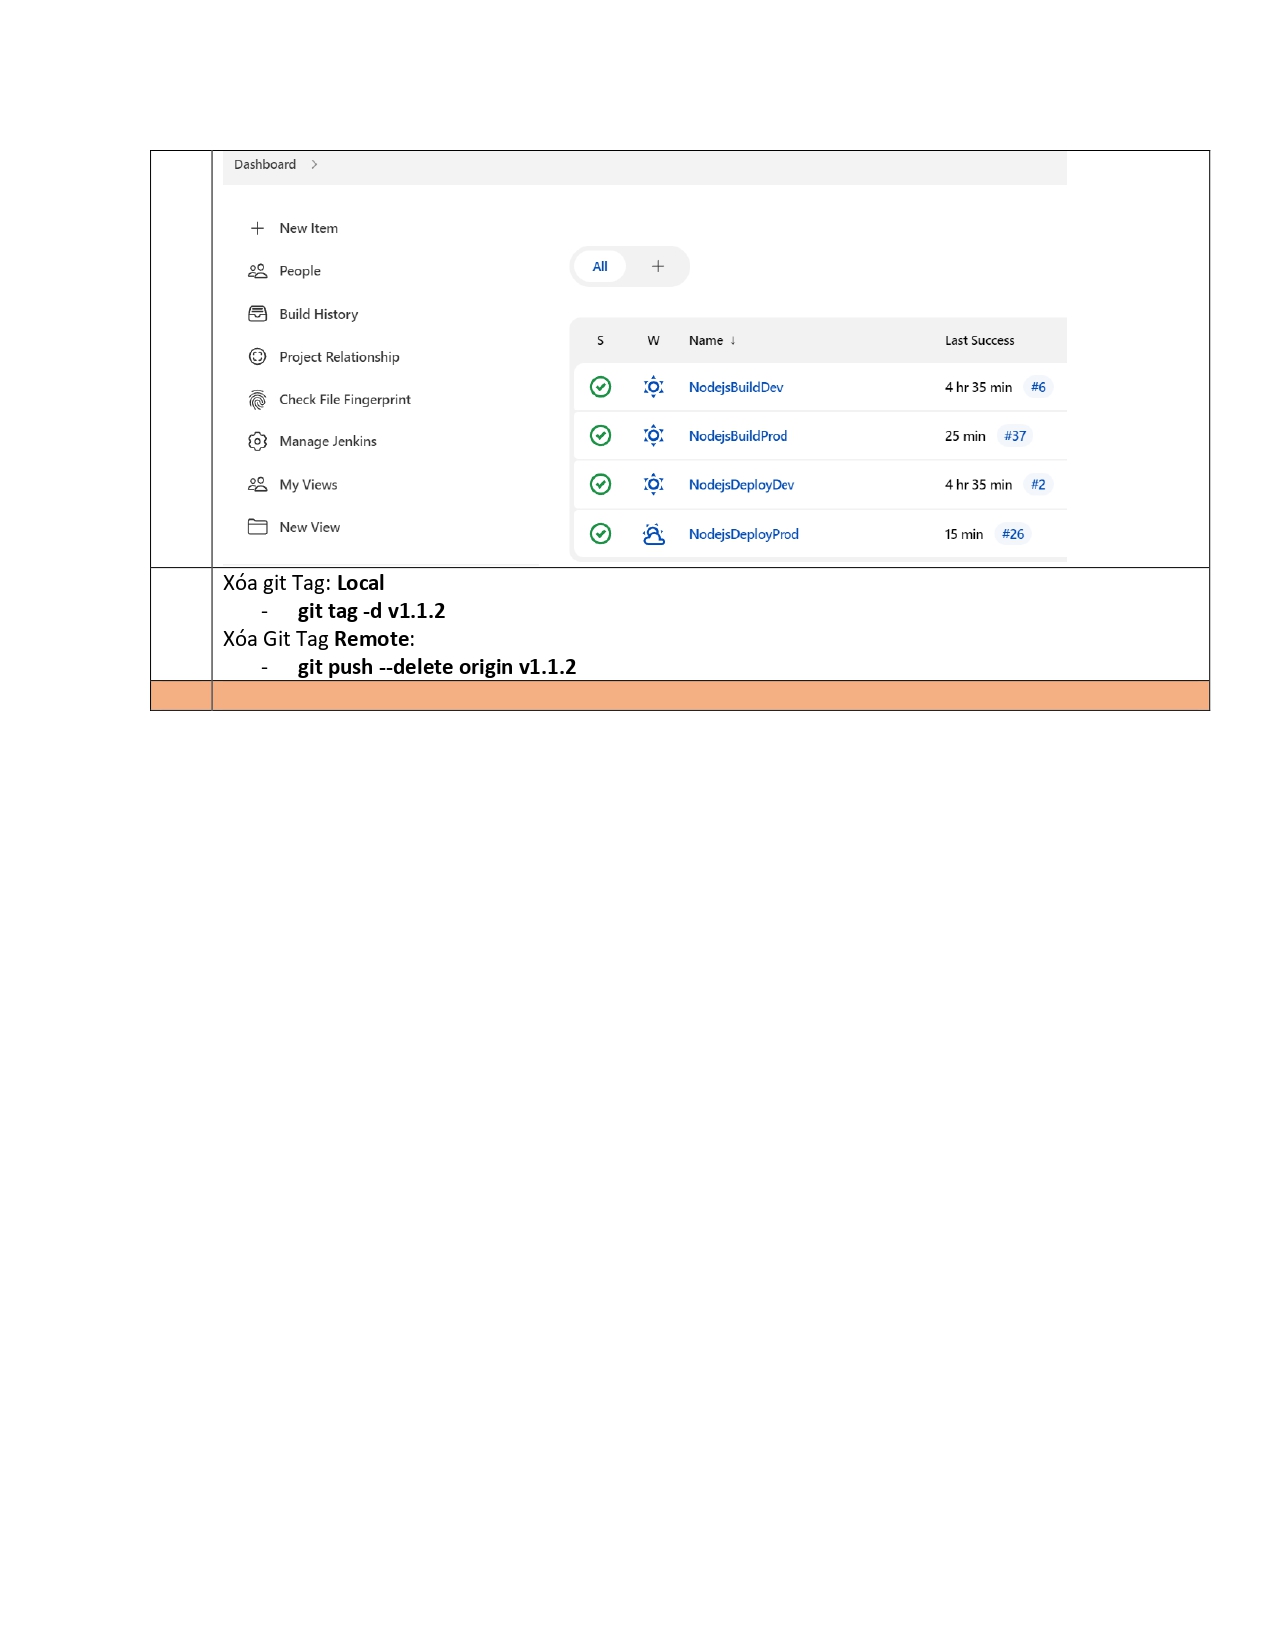 Dashboard
New Item
People
Build History
Project Relationship
Check File Fingerprint
Manage Jenkins
My Views
New View
All +
S W Name ↓ Last Success
NodejsBuildDev 4 hr 35 min #6
NodejsBuildProd 25 min #37
NodejsDeployDev 4 hr 35 min #2
NodejsDeployProd 15 min #26
Xóa git Tag: Local
- git tag -d v1.1.2
Xóa Git Tag Remote:
- git push --delete origin v1.1.2